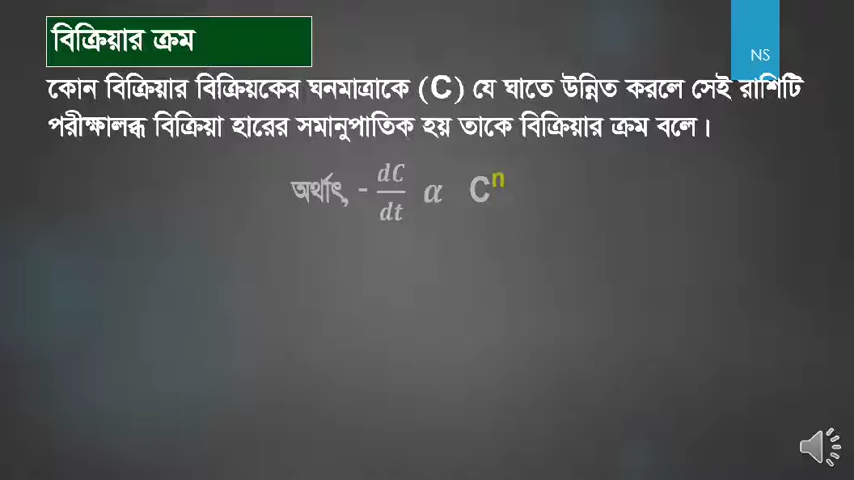 বিক্রিয়ার ক্রম
NS
কোন বিক্রিয়ার বিক্রিয়কের ঘনমাত্রাকে (C) যে ঘাতে উন্নিত করলে সেই রাশিটি
পরীক্ষালব্ধ বিক্রিয়া হারের সমানুপাতিক হয় তাকে বিক্রিয়ার ক্রম বলে।
অর্থাৎ, - dC/dt α Cⁿ